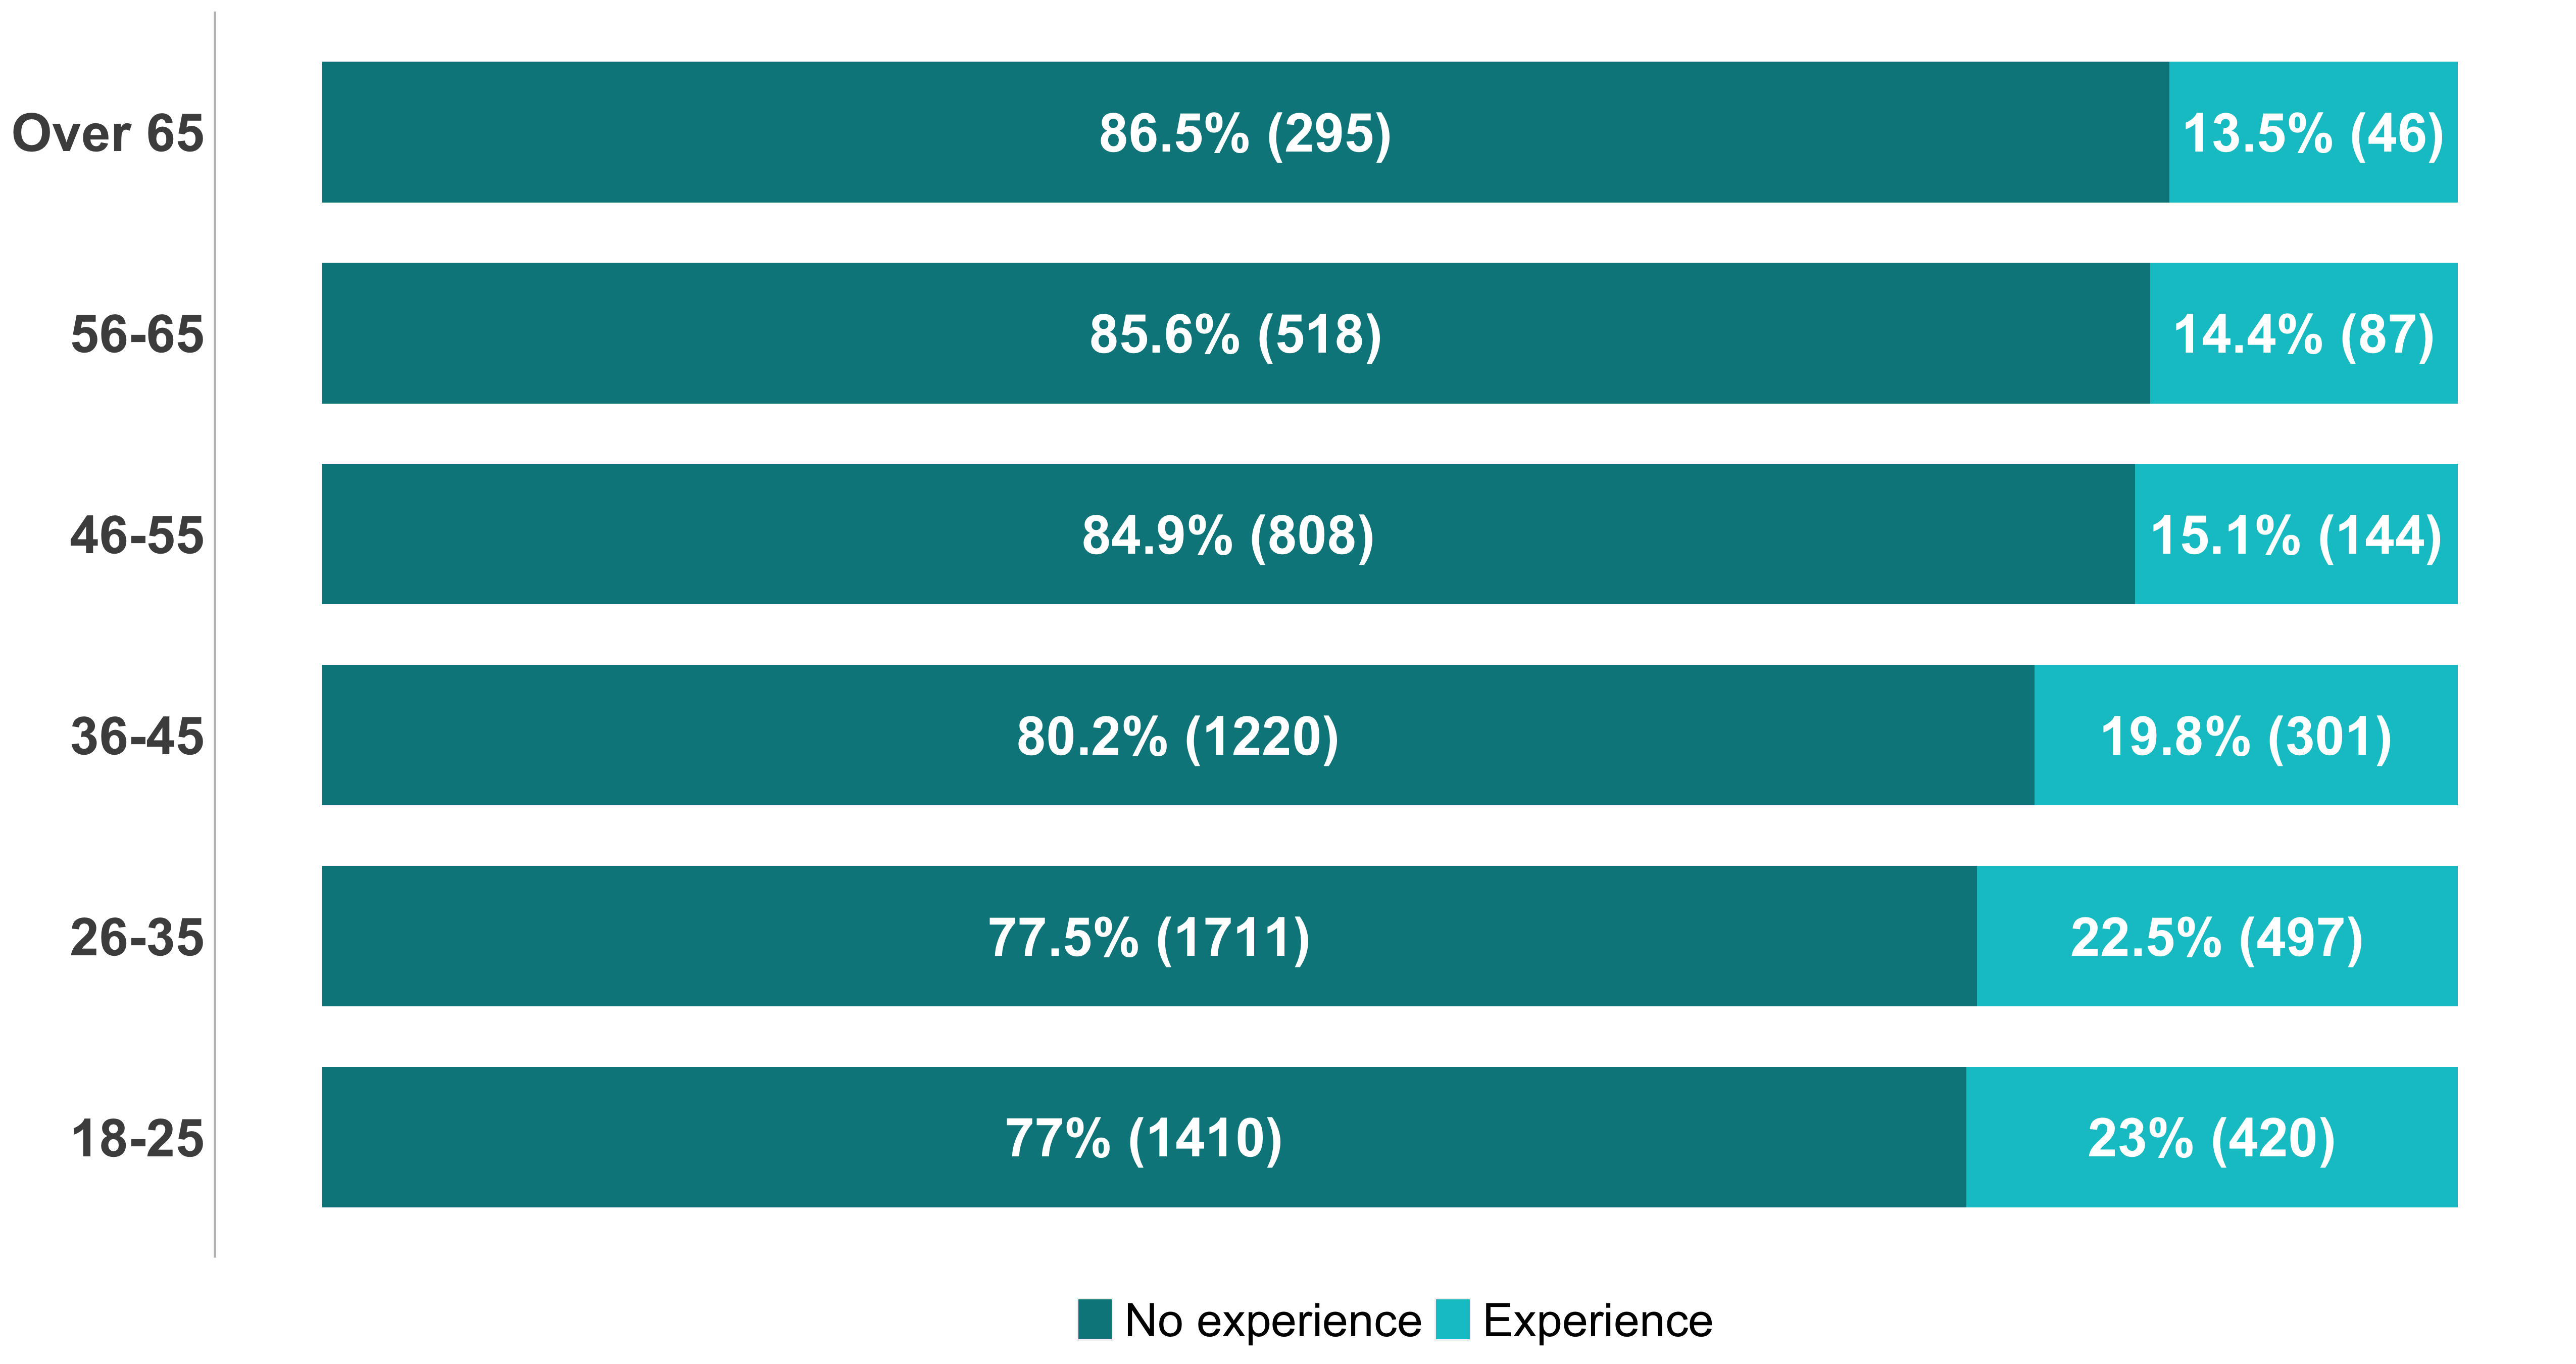 Over 65 86.5% (295) 13.5% (46)
56-65 85.6% (518) 14.4% (87)
46-55 84.9% (808) 15.1% (144)
36-45 80.2% (1220) 19.8% (301)
26-35 77.5% (1711) 22.5% (497)
18-25 77% (1410) 23% (420)
No experience Experience